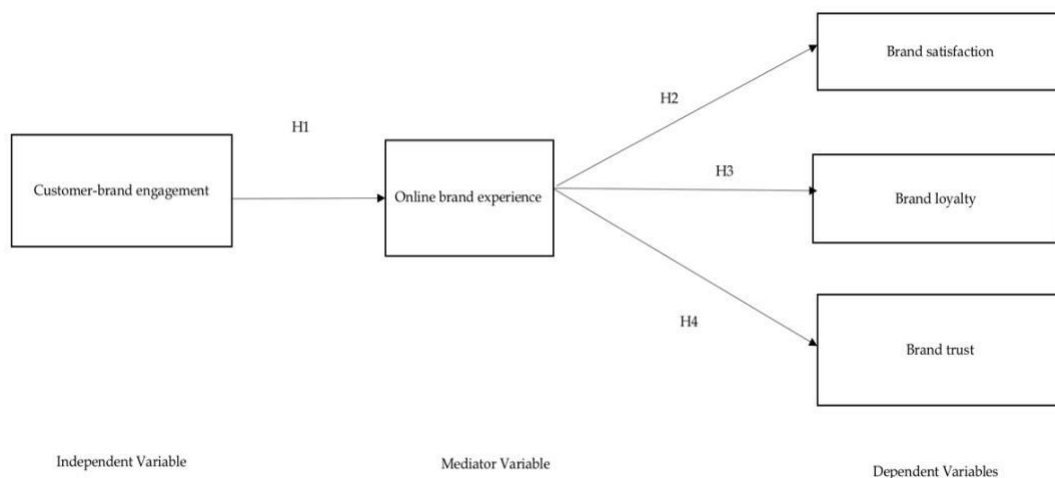 Brand satisfaction
H2
H1
H3
Customer-brand engagement
Online brand experience
Brand loyalty
H4
Brand trust
Independent Variable
Mediator Variable
Dependent Variables